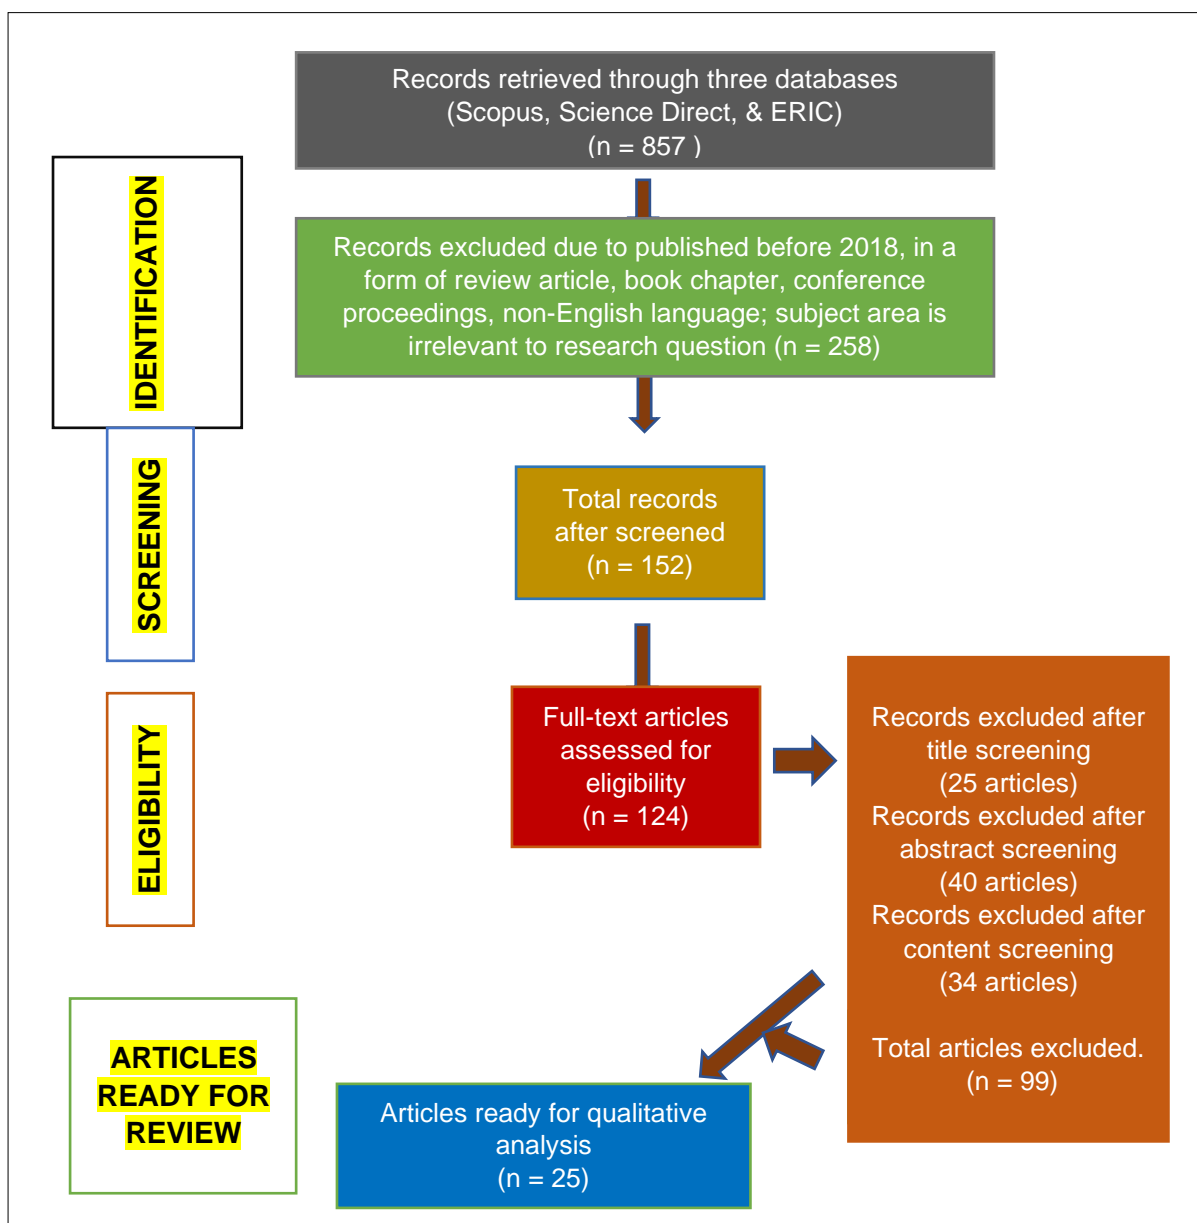 Records retrieved through three databases
(Scopus, Science Direct, & ERIC)
(n = 857 )
IDENTIFICATION
Records excluded due to published before 2018, in a
form of review article, book chapter, conference
proceedings, non-English language; subject area is
irrelevant to research question (n = 258)
SCREENING
Total records
after screened
(n = 152)
ELIGIBILITY
Full-text articles
assessed for
eligibility
(n = 124)
Records excluded after
title screening
(25 articles)
Records excluded after
abstract screening
(40 articles)
Records excluded after
content screening
(34 articles)
Total articles excluded.
(n = 99)
ARTICLES
READY FOR
REVIEW
Articles ready for qualitative
analysis
(n = 25)